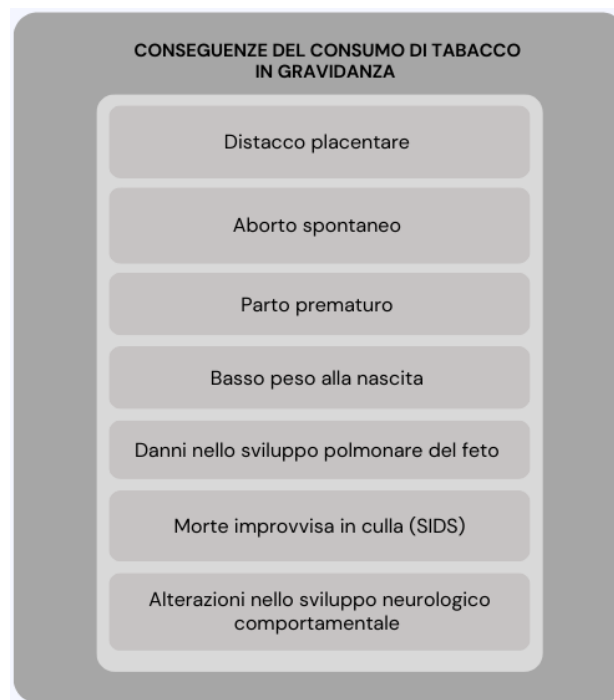 CONSEGUENZE DEL CONSUMO DI TABACCO
IN GRAVIDANZA
Distacco placentare
Aborto spontaneo
Parto prematuro
Basso peso alla nascita
Danni nello sviluppo polmonare del feto
Morte improvvisa in culla (SIDS)
Alterazioni nello sviluppo neurologico
comportamentale